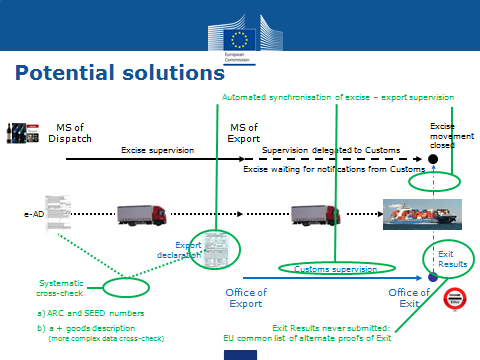 European
Commission
Potential solutions
Automated synchronisation of excise – export supervision
MS of
Dispatch
MS of
Export
Excise
movement
closed
Excise supervision
Supervision delegated to Customs
Excise waiting for notifications from Customs
e-AD
Export
declaration
Exit
Results
Customs supervision
Systematic
cross-check
Office of
Export
Office of
Exit
a) ARC and SEED numbers
b) a + goods description
(more complex data cross-check)
Exit Results never submitted:
EU common list of alternate proofs of Exit